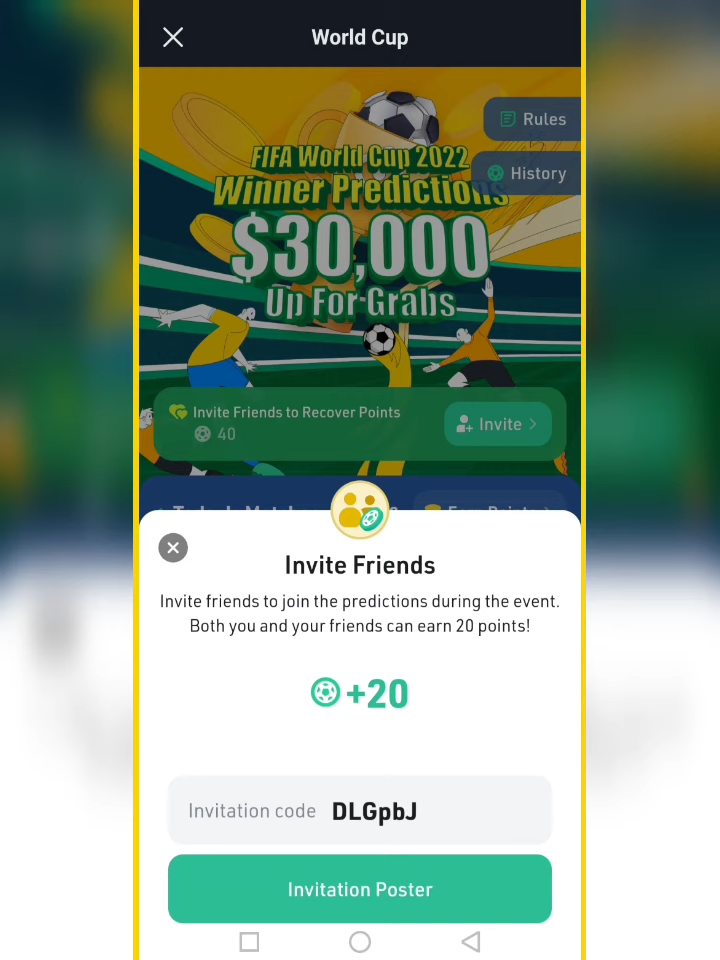 World Cup
Rules
History
FIFA World Cup 2022
Winner Predictions
$30,000
Up For Grabs
Invite Friends to Recover Points
40
Invite
Invite Friends
Invite friends to join the predictions during the event.
Both you and your friends can earn 20 points!
+20
Invitation code DLGpbJ
Invitation Poster